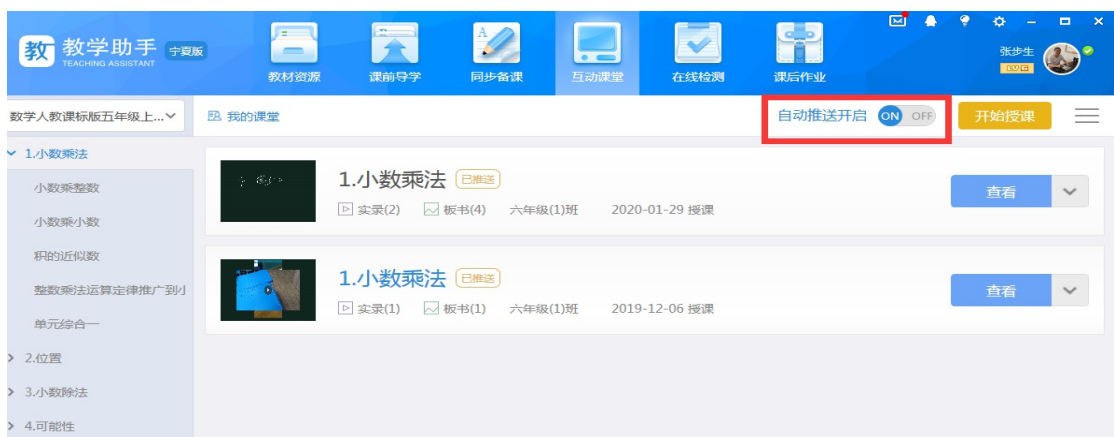 教 教学助手 宁夏版
TEACHING ASSISTANT
教材资源
课前导学
同步备课
互动课堂
在线检测
课后作业
张步生
数学人教课标版五年级上...
我的课堂
自动推送开启 ON OFF
开始授课
1.小数乘法
小数乘整数
小数乘小数
积的近似数
整数乘法运算定律推广到小
单元综合一
2.位置
3.小数除法
4.可能性
1.小数乘法 已推送
实录(2) 板书(4) 六年级(1)班 2020-01-29 授课
查看
1.小数乘法 已推送
实录(1) 板书(1) 六年级(1)班 2019-12-06 授课
查看